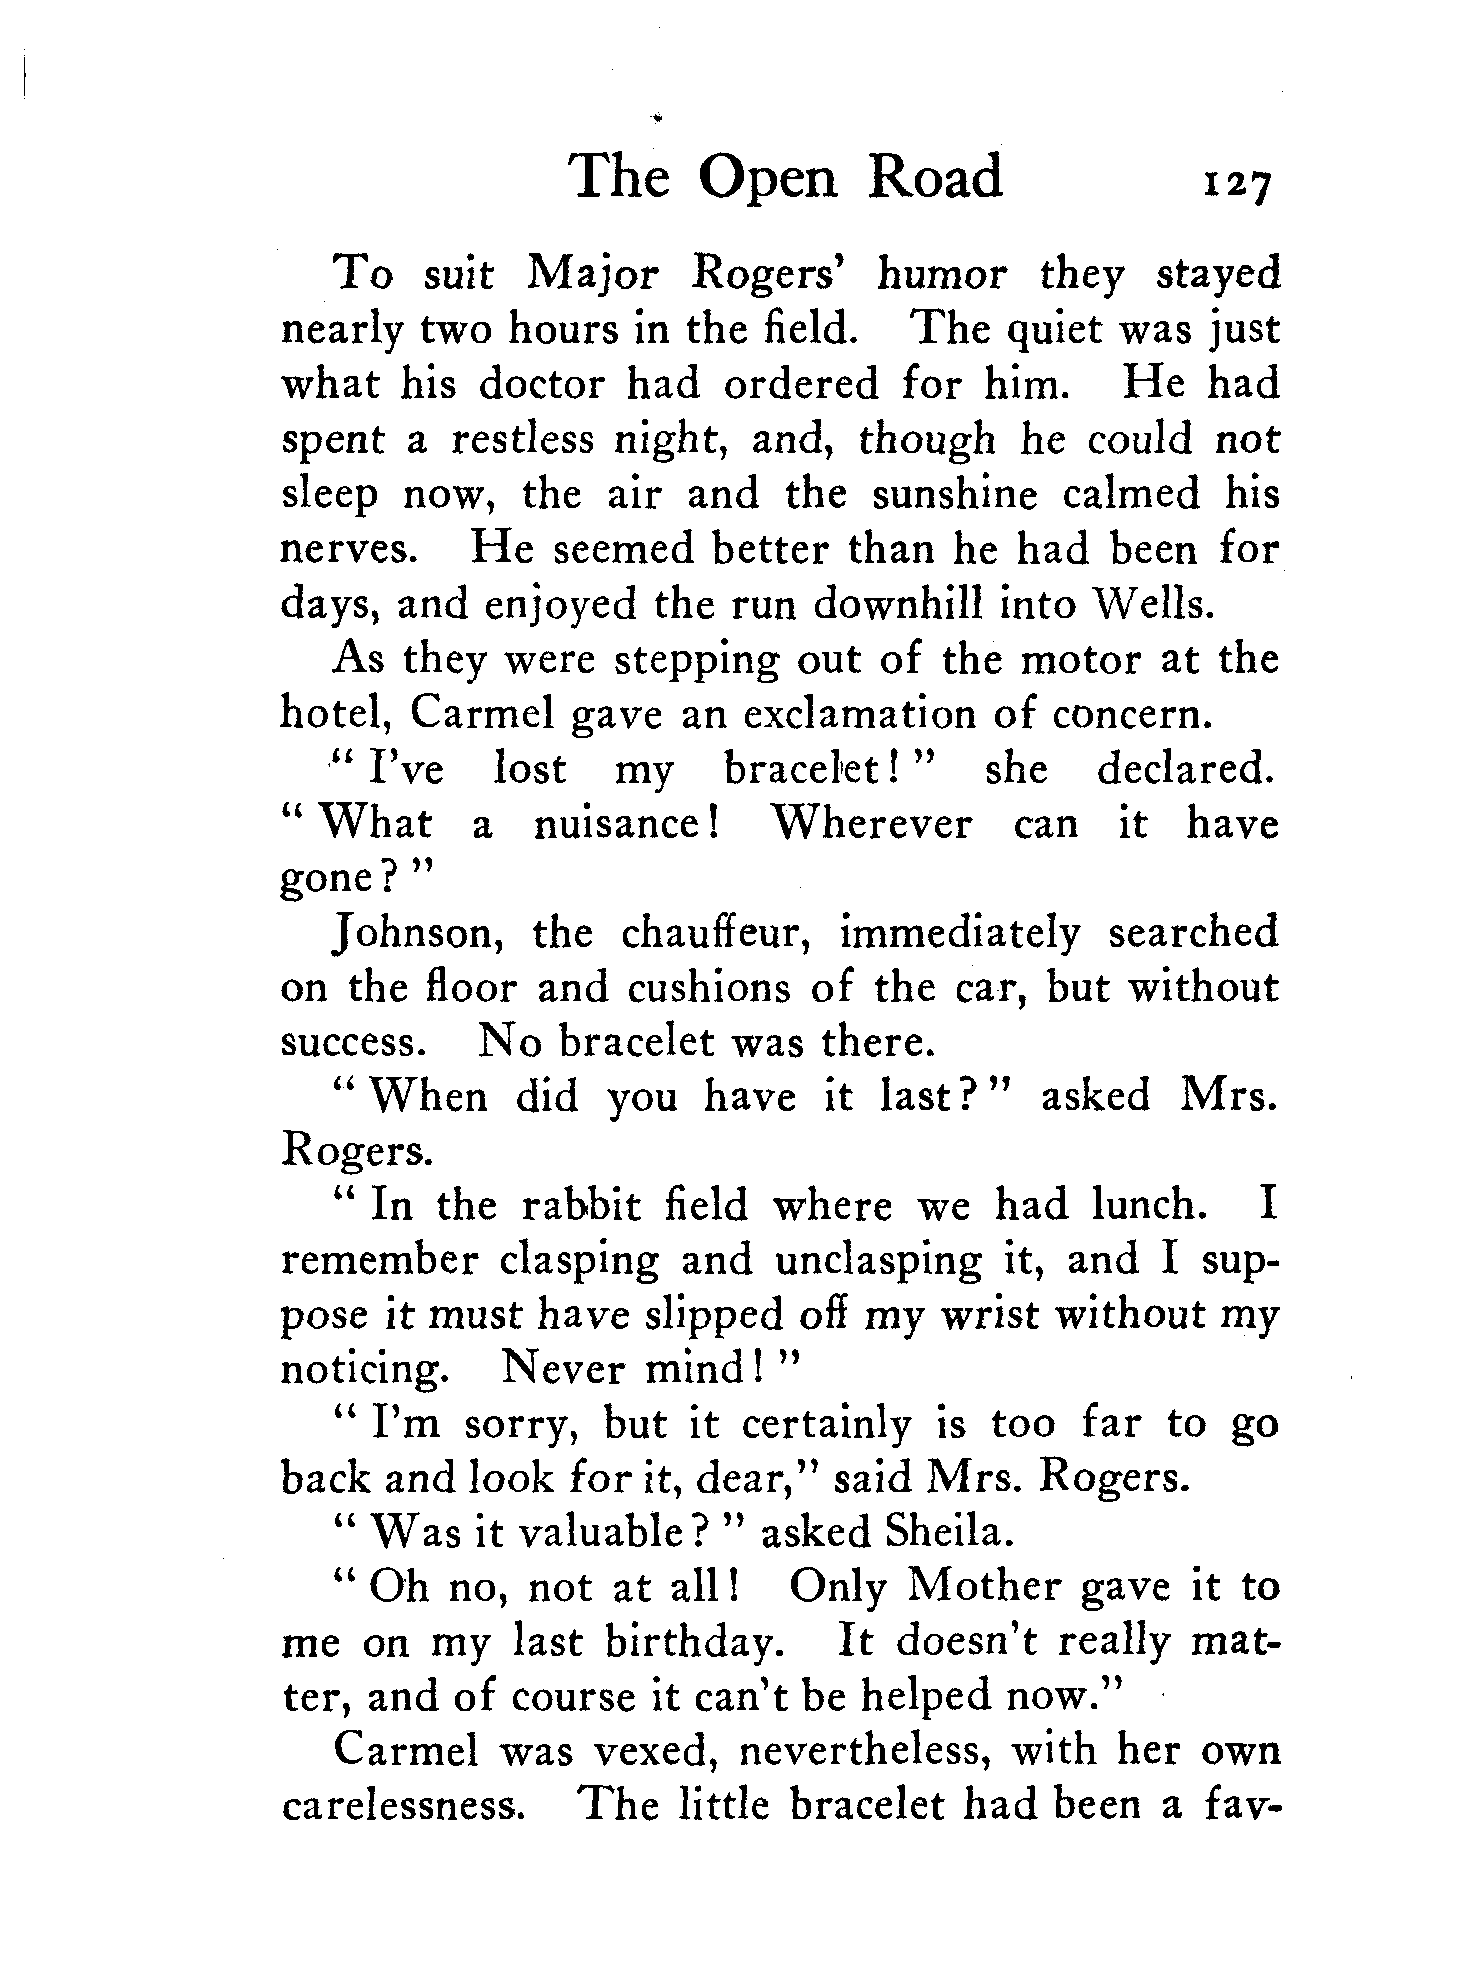 The Open Road 127
To suit Major Rogers' humor they stayed
nearly two hours in the field. The quiet was just
what his doctor had ordered for him. He had
spent a restless night, and, though he could not
sleep now, the air and the sunshine calmed his
nerves. He seemed better than he had been for
days, and enjoyed the run downhill into Wells.
As they were stepping out of the motor at the
hotel, Carmel gave an exclamation of concern.
" I've lost my bracelet! " she declared.
" What a nuisance! Wherever can it have
gone? "
Johnson, the chauffeur, immediately searched
on the floor and cushions of the car, but without
success. No bracelet was there.
" When did you have it last? " asked Mrs.
Rogers.
" In the rabbit field where we had lunch. I
remember clasping and unclasping it, and I sup-
pose it must have slipped off my wrist without my
noticing. Never mind! "
" I'm sorry, but it certainly is too far to go
back and look for it, dear," said Mrs. Rogers.
" Was it valuable? " asked Sheila.
" Oh no, not at all! Only Mother gave it to
me on my last birthday. It doesn't really mat-
ter, and of course it can't be helped now."
Carmel was vexed, nevertheless, with her own
carelessness. The little bracelet had been a fav-